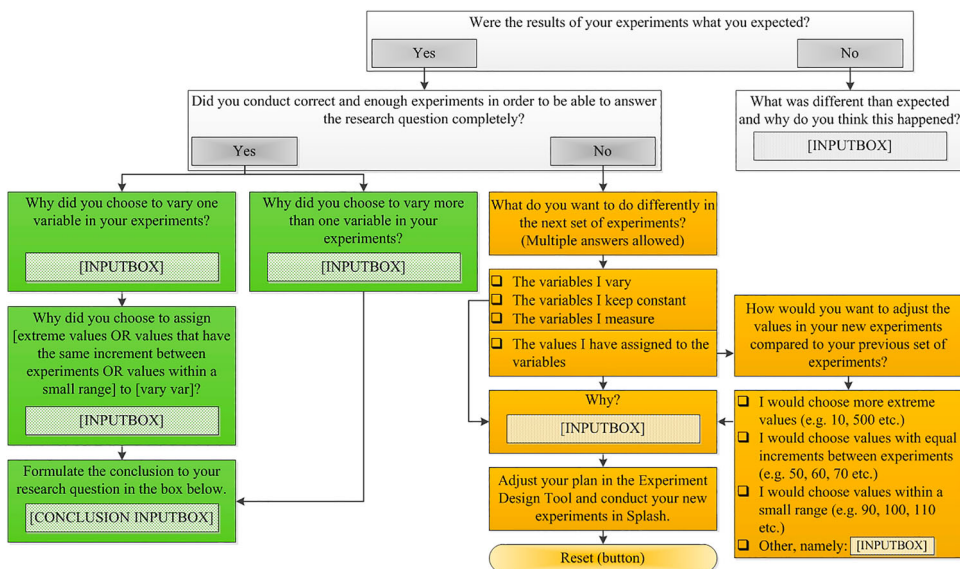 Were the results of your experiments what you expected?
Yes
No
Did you conduct correct and enough experiments in order to be able to answer
the research question completely?
Yes
No
What was different than expected
and why do you think this happened?
[INPUTBOX]
Why did you choose to vary one
variable in your experiments?
[INPUTBOX]
Why did you choose to vary more
than one variable in your
experiments?
[INPUTBOX]
What do you want to do differently in
the next set of experiments?
(Multiple answers allowed)
The variables I vary
The variables I keep constant
The variables I measure
The values I have assigned to the
variables
How would you want to adjust the
values in your new experiments
compared to your previous set of
experiments?
Why did you choose to assign
[extreme values OR values that have
the same increment between
experiments OR values within a
small range] to [vary var]?
[INPUTBOX]
Why?
[INPUTBOX]
I would choose more extreme
values (e.g. 10, 500 etc.)
I would choose values with equal
increments between experiments
(e.g. 50, 60, 70 etc.)
I would choose values within a
small range (e.g. 90, 100, 110
etc.)
Other, namely: [INPUTBOX]
Formulate the conclusion to your
research question in the box below.
[CONCLUSION INPUTBOX]
Adjust your plan in the Experiment
Design Tool and conduct your new
experiments in Splash.
Reset (button)